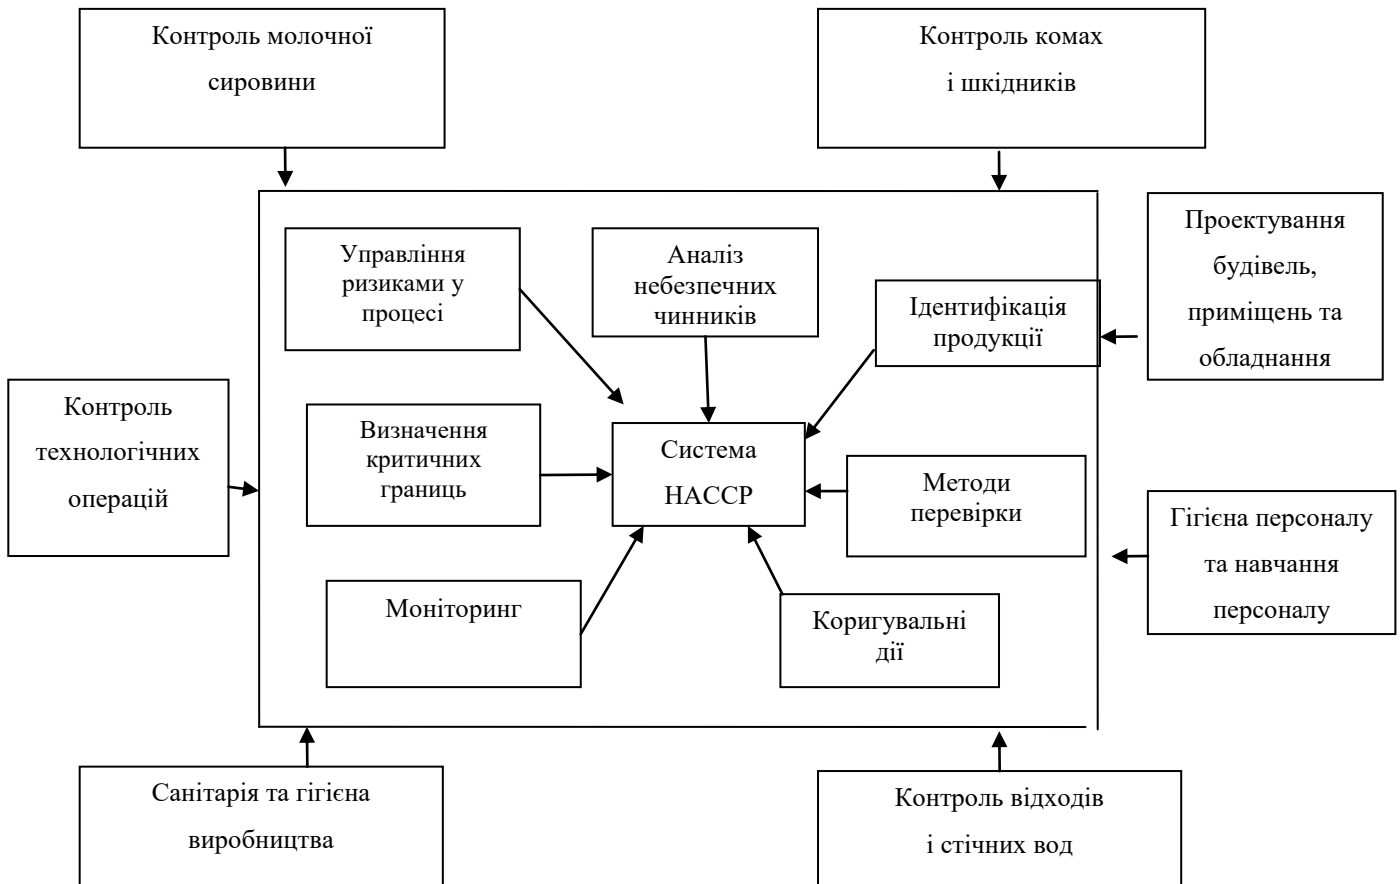 Контроль молочної
сировини
Контроль комах
і шкідників
Управління
ризиками у
процесі
Аналіз
небезпечних
чинників
Ідентифікація
продукції
Проектування
будівель,
приміщень та
обладнання
Контроль
технологічних
операцій
Визначення
критичних
границь
Система
НАССР
Методи
перевірки
Гігієна персоналу
та навчання
персоналу
Моніторинг
Коригувальні
дії
Санітарія та гігієна
виробництва
Контроль відходів
і стічних вод